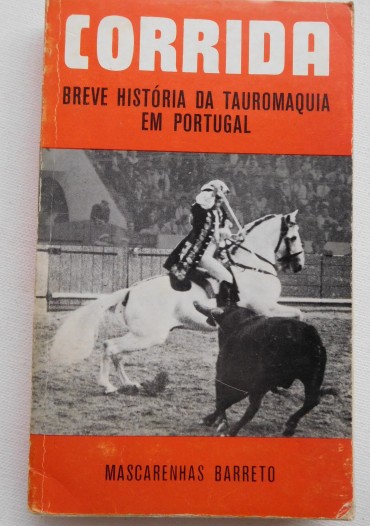 CORRIDA
BREVE HISTÓRIA DA TAUROMAQUIA
EM PORTUGAL
MASCARENHAS BARRETO